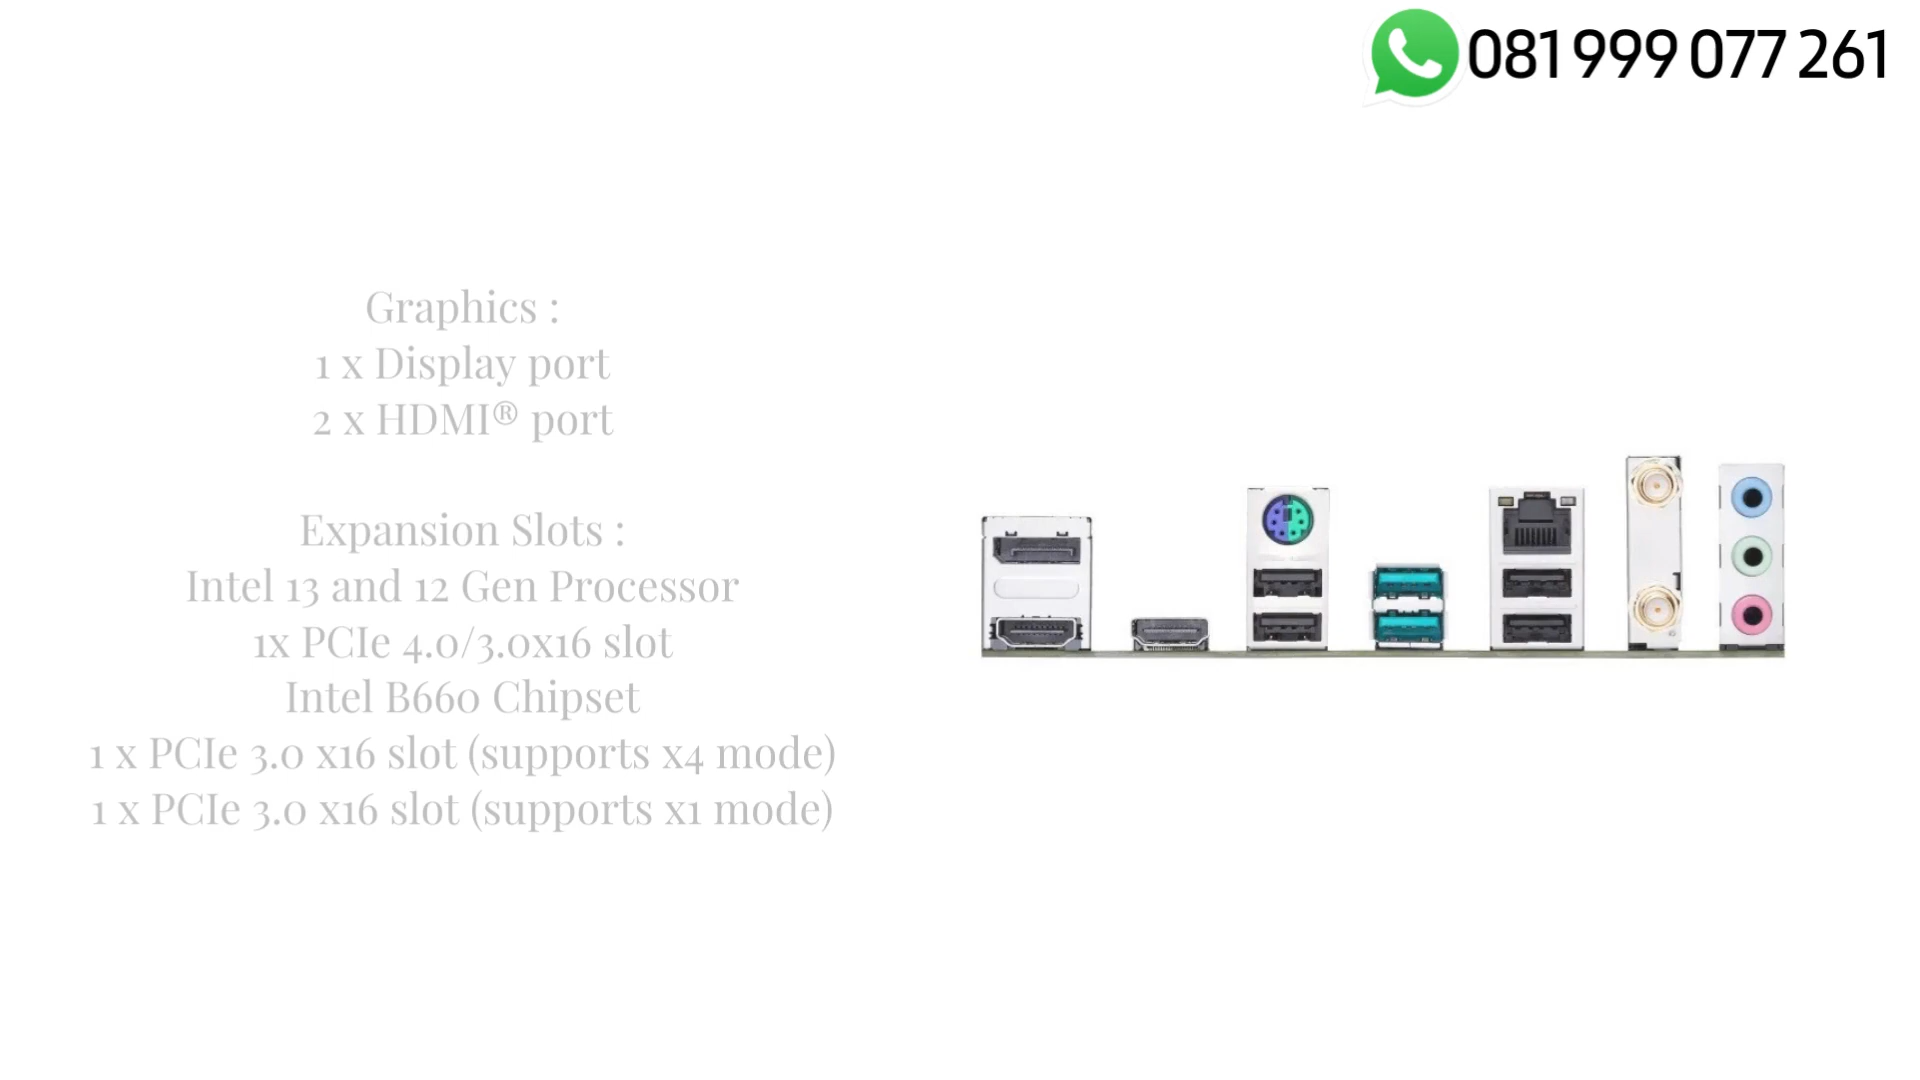 081 999 077 261
Graphics :
1 x Display port
2 x HDMI® port
Expansion Slots :
Intel 13 and 12 Gen Processor
1x PCIe 4.0/3.0x16 slot
Intel B660 Chipset
1 x PCIe 3.0 x16 slot (supports x4 mode)
1 x PCIe 3.0 x16 slot (supports x1 mode)